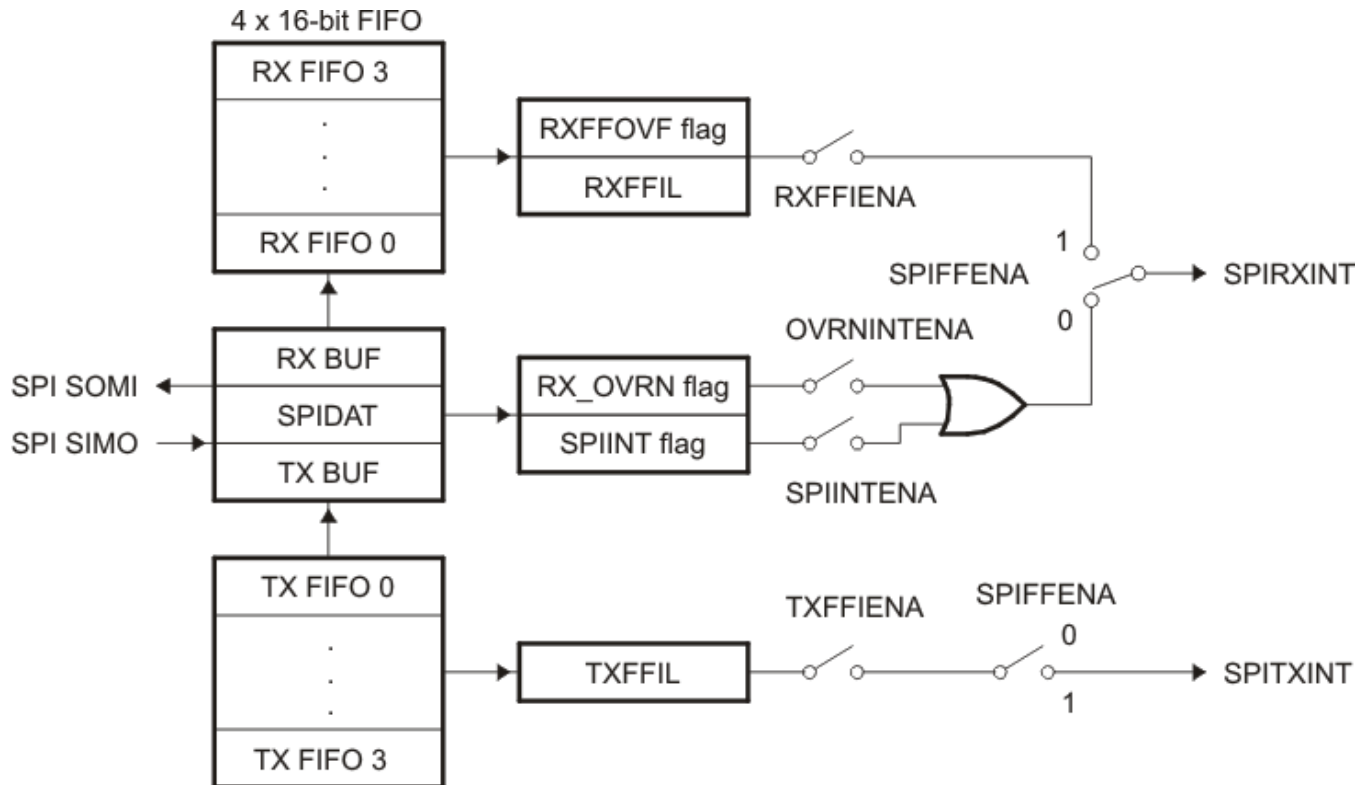 4 x 16-bit FIFO
RX FIFO 3
.
.
.
RX FIFO 0
RXFFOVF flag
RXFFIL
RXFFIENA
1
SPIFFENA
0
SPIRXINT
RX BUF
SPI SOMI
SPIDAT
SPI SIMO
TX BUF
RX_OVRN flag
SPIINT flag
OVRNINTENA
SPIINTENA
TX FIFO 0
.
.
.
TX FIFO 3
TXFFIL
TXFFIENA
SPIFFENA
0
1
SPITXINT